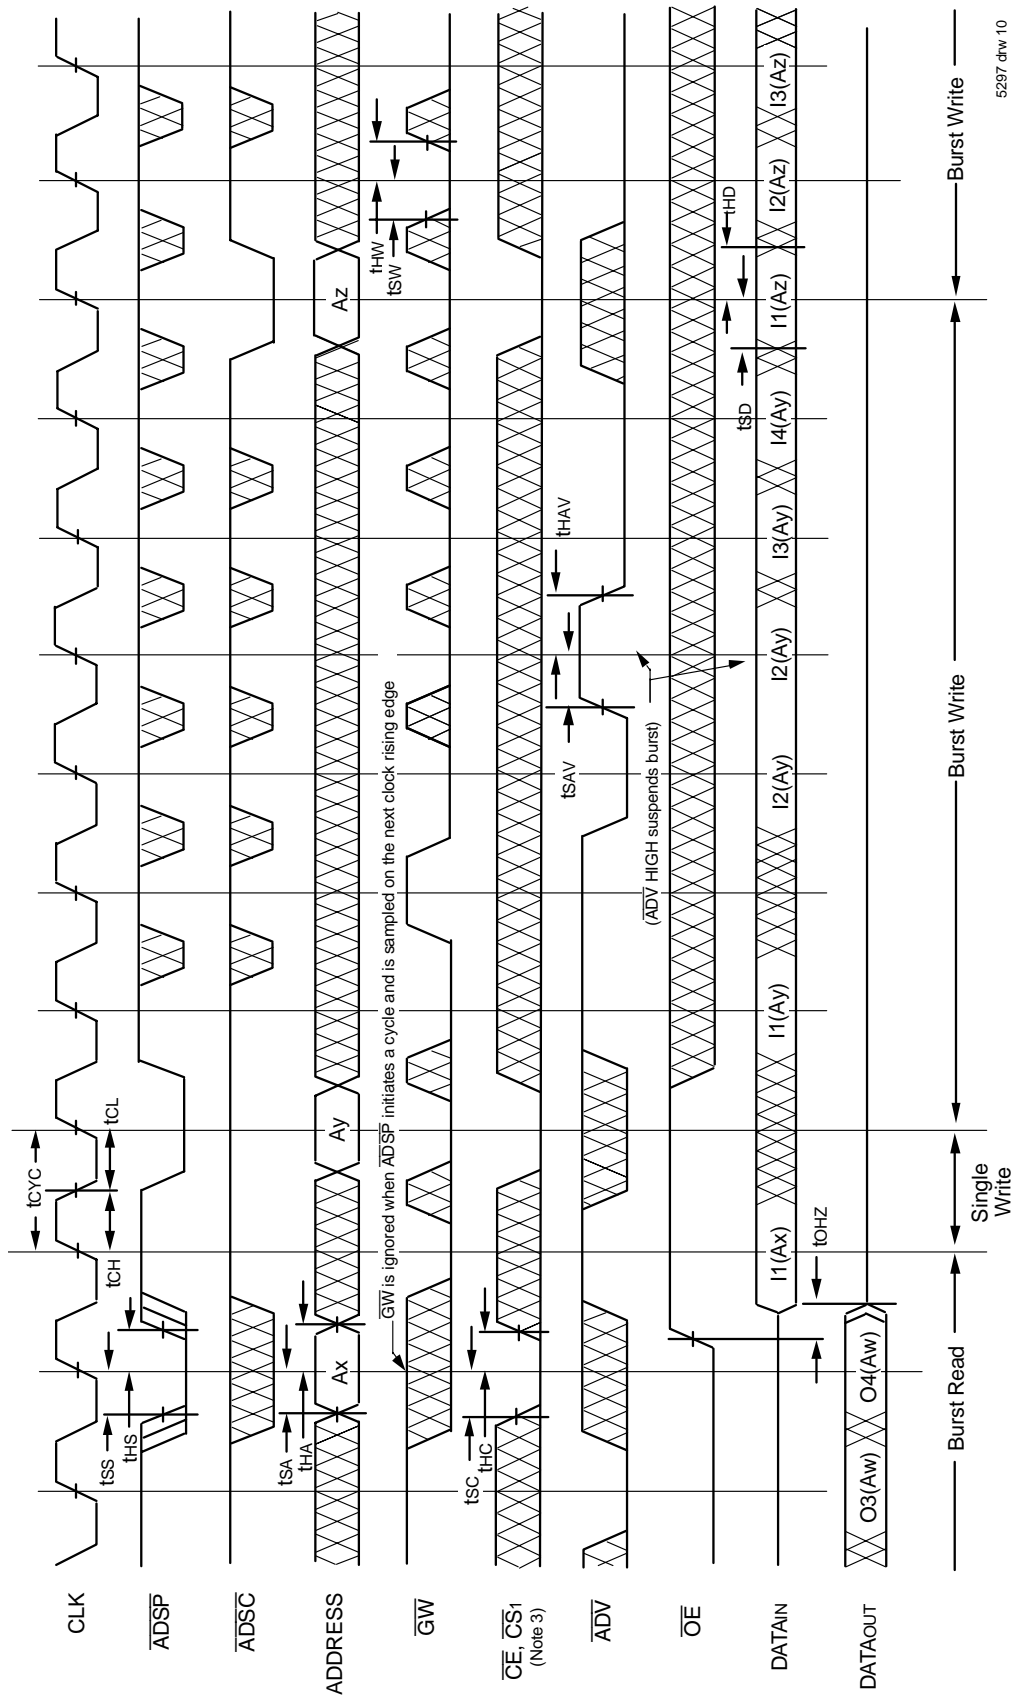 CLK
ADSP
ADSC
ADDRESS
GW
CE, CS1
(Note 3)
ADV
OE
DATAIN
DATAOUT
tCYC
tCH
tCL
tSS
tHS
tSA
tHA
Ax
Ay
Az
GW is ignored when ADSP initiates a cycle and is sampled on the next clock rising edge
tHW
tSW
tSC
tHC
tSAV
tHAV
(ADV HIGH suspends burst)
tOHZ
tSD
tHD
I1(Ax)
I1(Ay)
I2(Ay)
I2(Ay)
I3(Ay)
I4(Ay)
I1(Az)
I2(Az)
I3(Az)
O3(Aw)
O4(Aw)
Burst Read
Single
Write
Burst Write
Burst Write
5297 drw 10